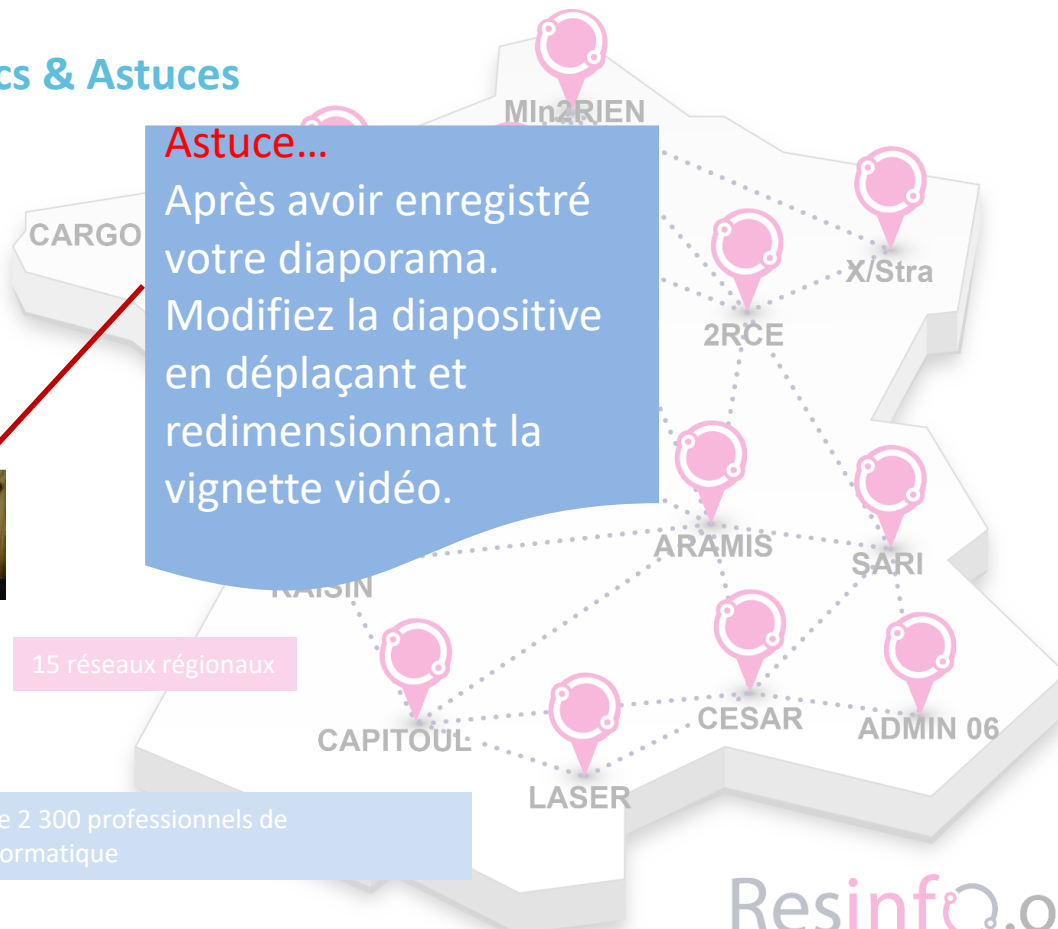 cs & Astuces
MIn2RIEN
Astuce…
Après avoir enregistré
votre diaporama.
Modifiez la diapositive
en déplaçant et
redimensionnant la
vignette vidéo.
CARGO
X/Stra
2RCE
ARAMIS
SARI
RAISIN
15 réseaux régionaux
CAPITOUL
CESAR
ADMIN 06
LASER
e 2 300 professionnels de
ormatique
Resinfo.o